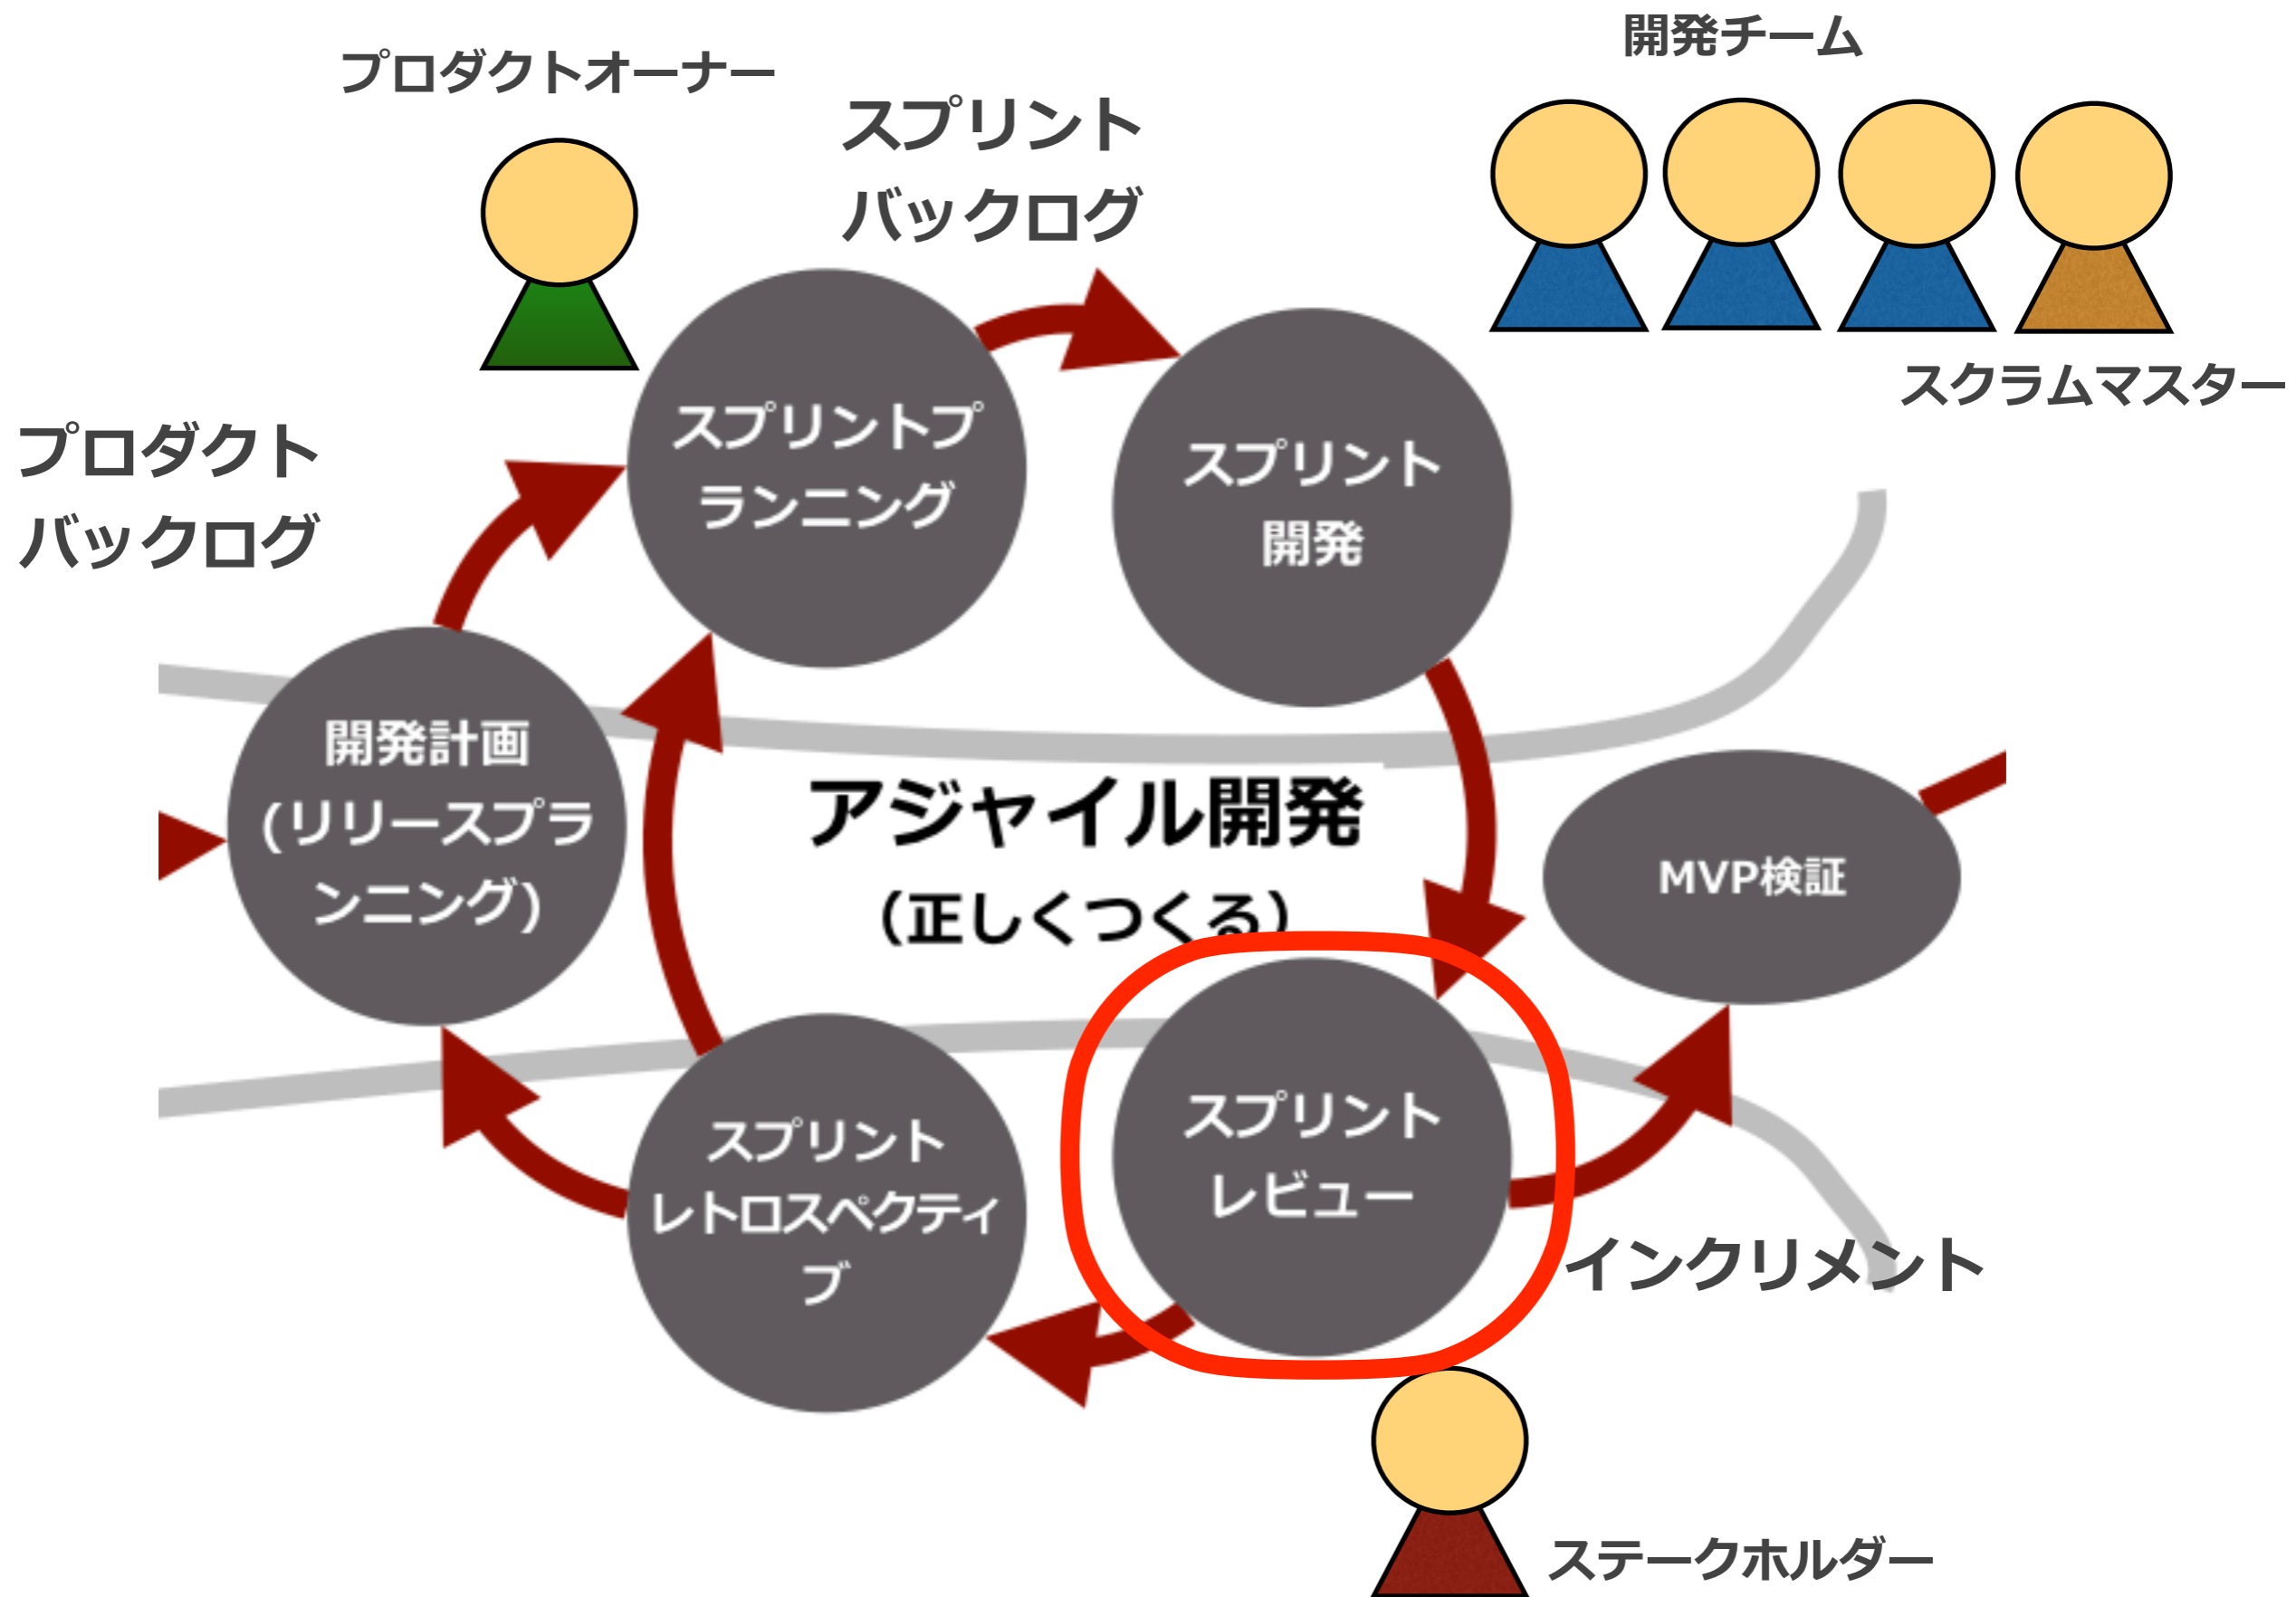 開発チーム
プロダクトオーナー
スプリント
バックログ
スクラムマスター
プロダクト
バックログ
スプリントプ
ランニング
スプリント
開発
開発計画
(リリースプラ
ンニング)
アジャイル開発
（正しくつくる）
MVP検証
スプリント
レビュー
スプリント
レトロスペクティ
ブ
インクリメント
ステークホルダー